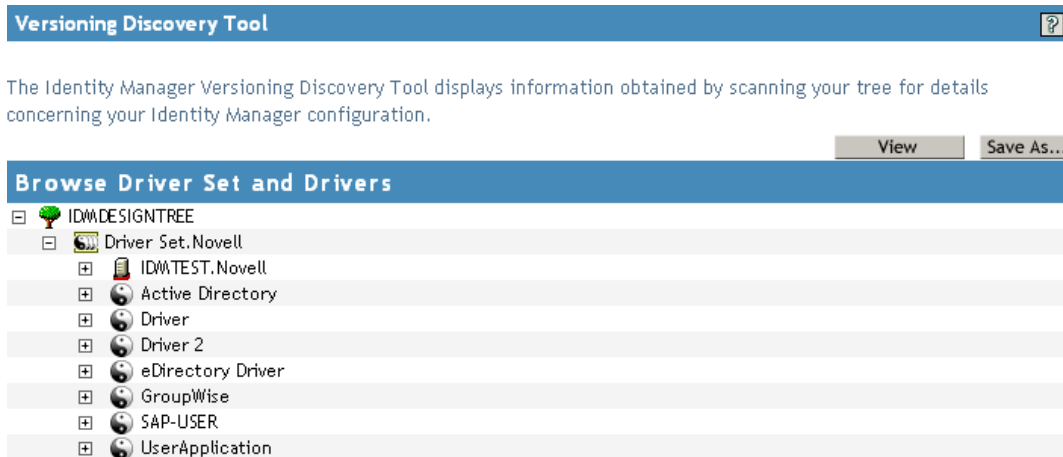 Versioning Discovery Tool
?
The Identity Manager Versioning Discovery Tool displays information obtained by scanning your tree for details
concerning your Identity Manager configuration.
View Save As...
Browse Driver Set and Drivers
IDMDESIGNTREE
Driver Set.Novell
IDMTEST.Novell
Active Directory
Driver
Driver 2
eDirectory Driver
GroupWise
SAP-USER
UserApplication